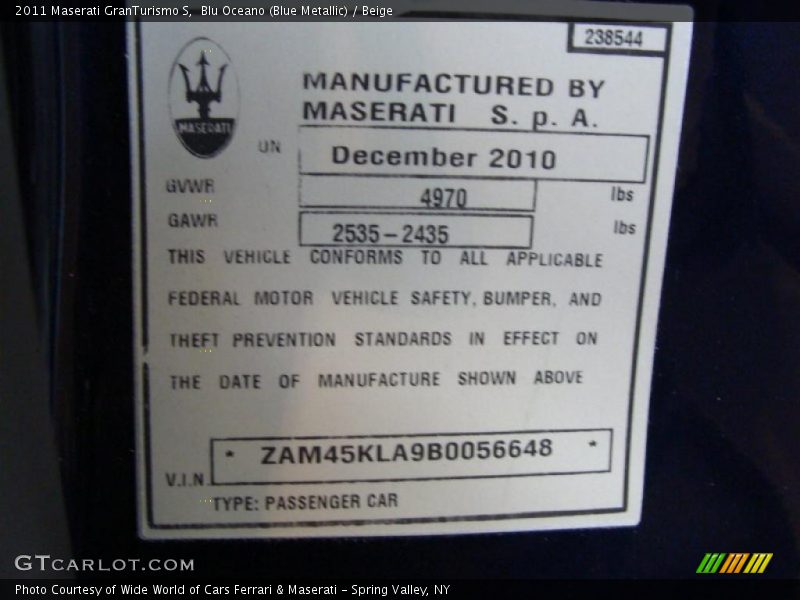 2011 Maserati GranTurismo S,  Blu Oceano (Blue Metallic) / Beige
238544
MASERATI
MANUFACTURED BY
MASERATI S. p. A.
ON December 2010
GVWR 4970 lbs
GAWR 2535-2435 lbs
THIS VEHICLE CONFORMS TO ALL APPLICABLE
FEDERAL MOTOR VEHICLE SAFETY, BUMPER, AND
THEFT PREVENTION STANDARDS IN EFFECT ON
THE DATE OF MANUFACTURE SHOWN ABOVE
V.I.N. * ZAM45KLA9B0056648 *
TYPE: PASSENGER CAR
GTCARLOT.COM
Photo Courtesy of Wide World of Cars Ferrari & Maserati - Spring Valley, NY